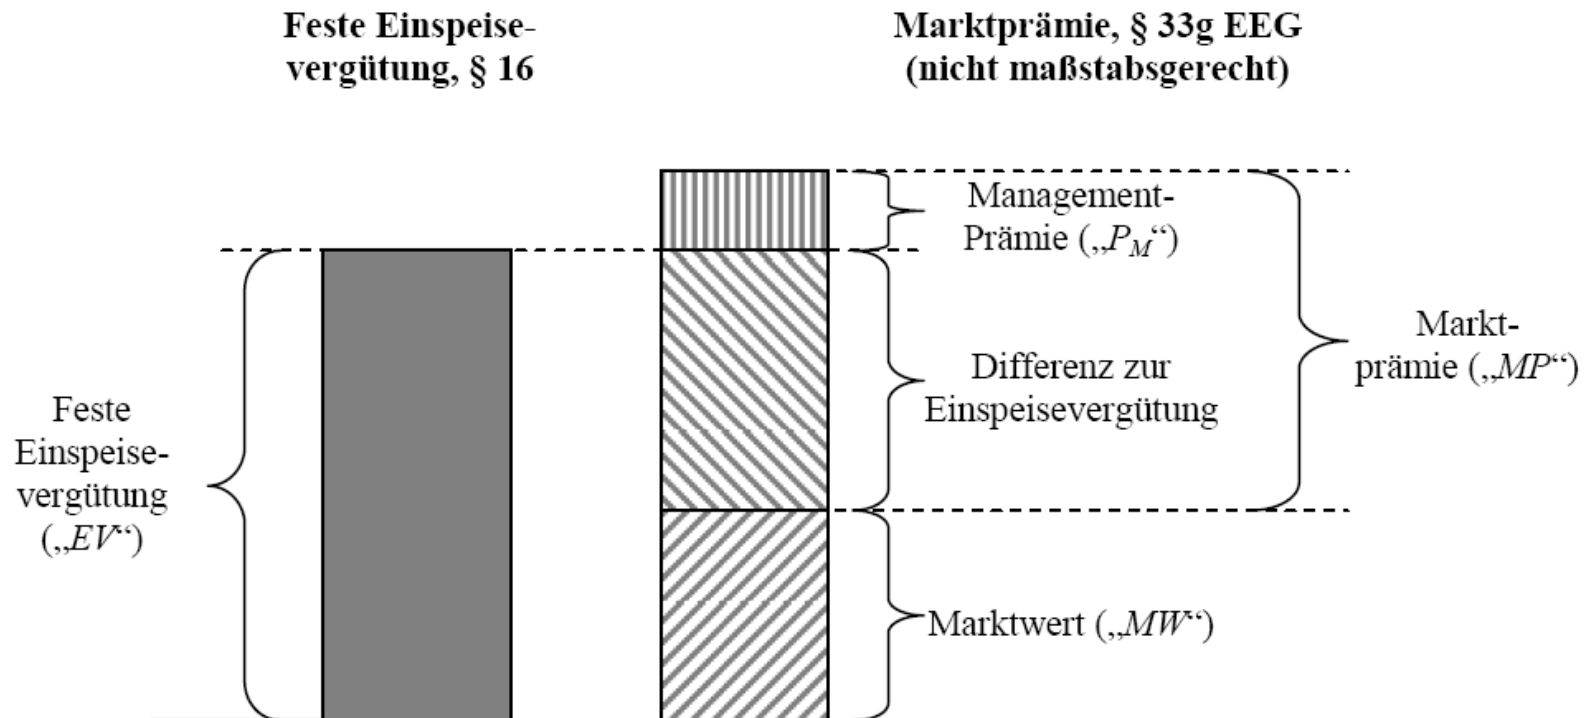 Feste Einspeise-
vergütung, § 16
Marktprämie, § 33g EEG
(nicht maßstabsgerecht)
Management-
Prämie („P_M“)
Differenz zur
Einspeisevergütung
Markt-
prämie („MP“)
Feste
Einspeise-
vergütung
(„EV“)
Marktwert („MW“)